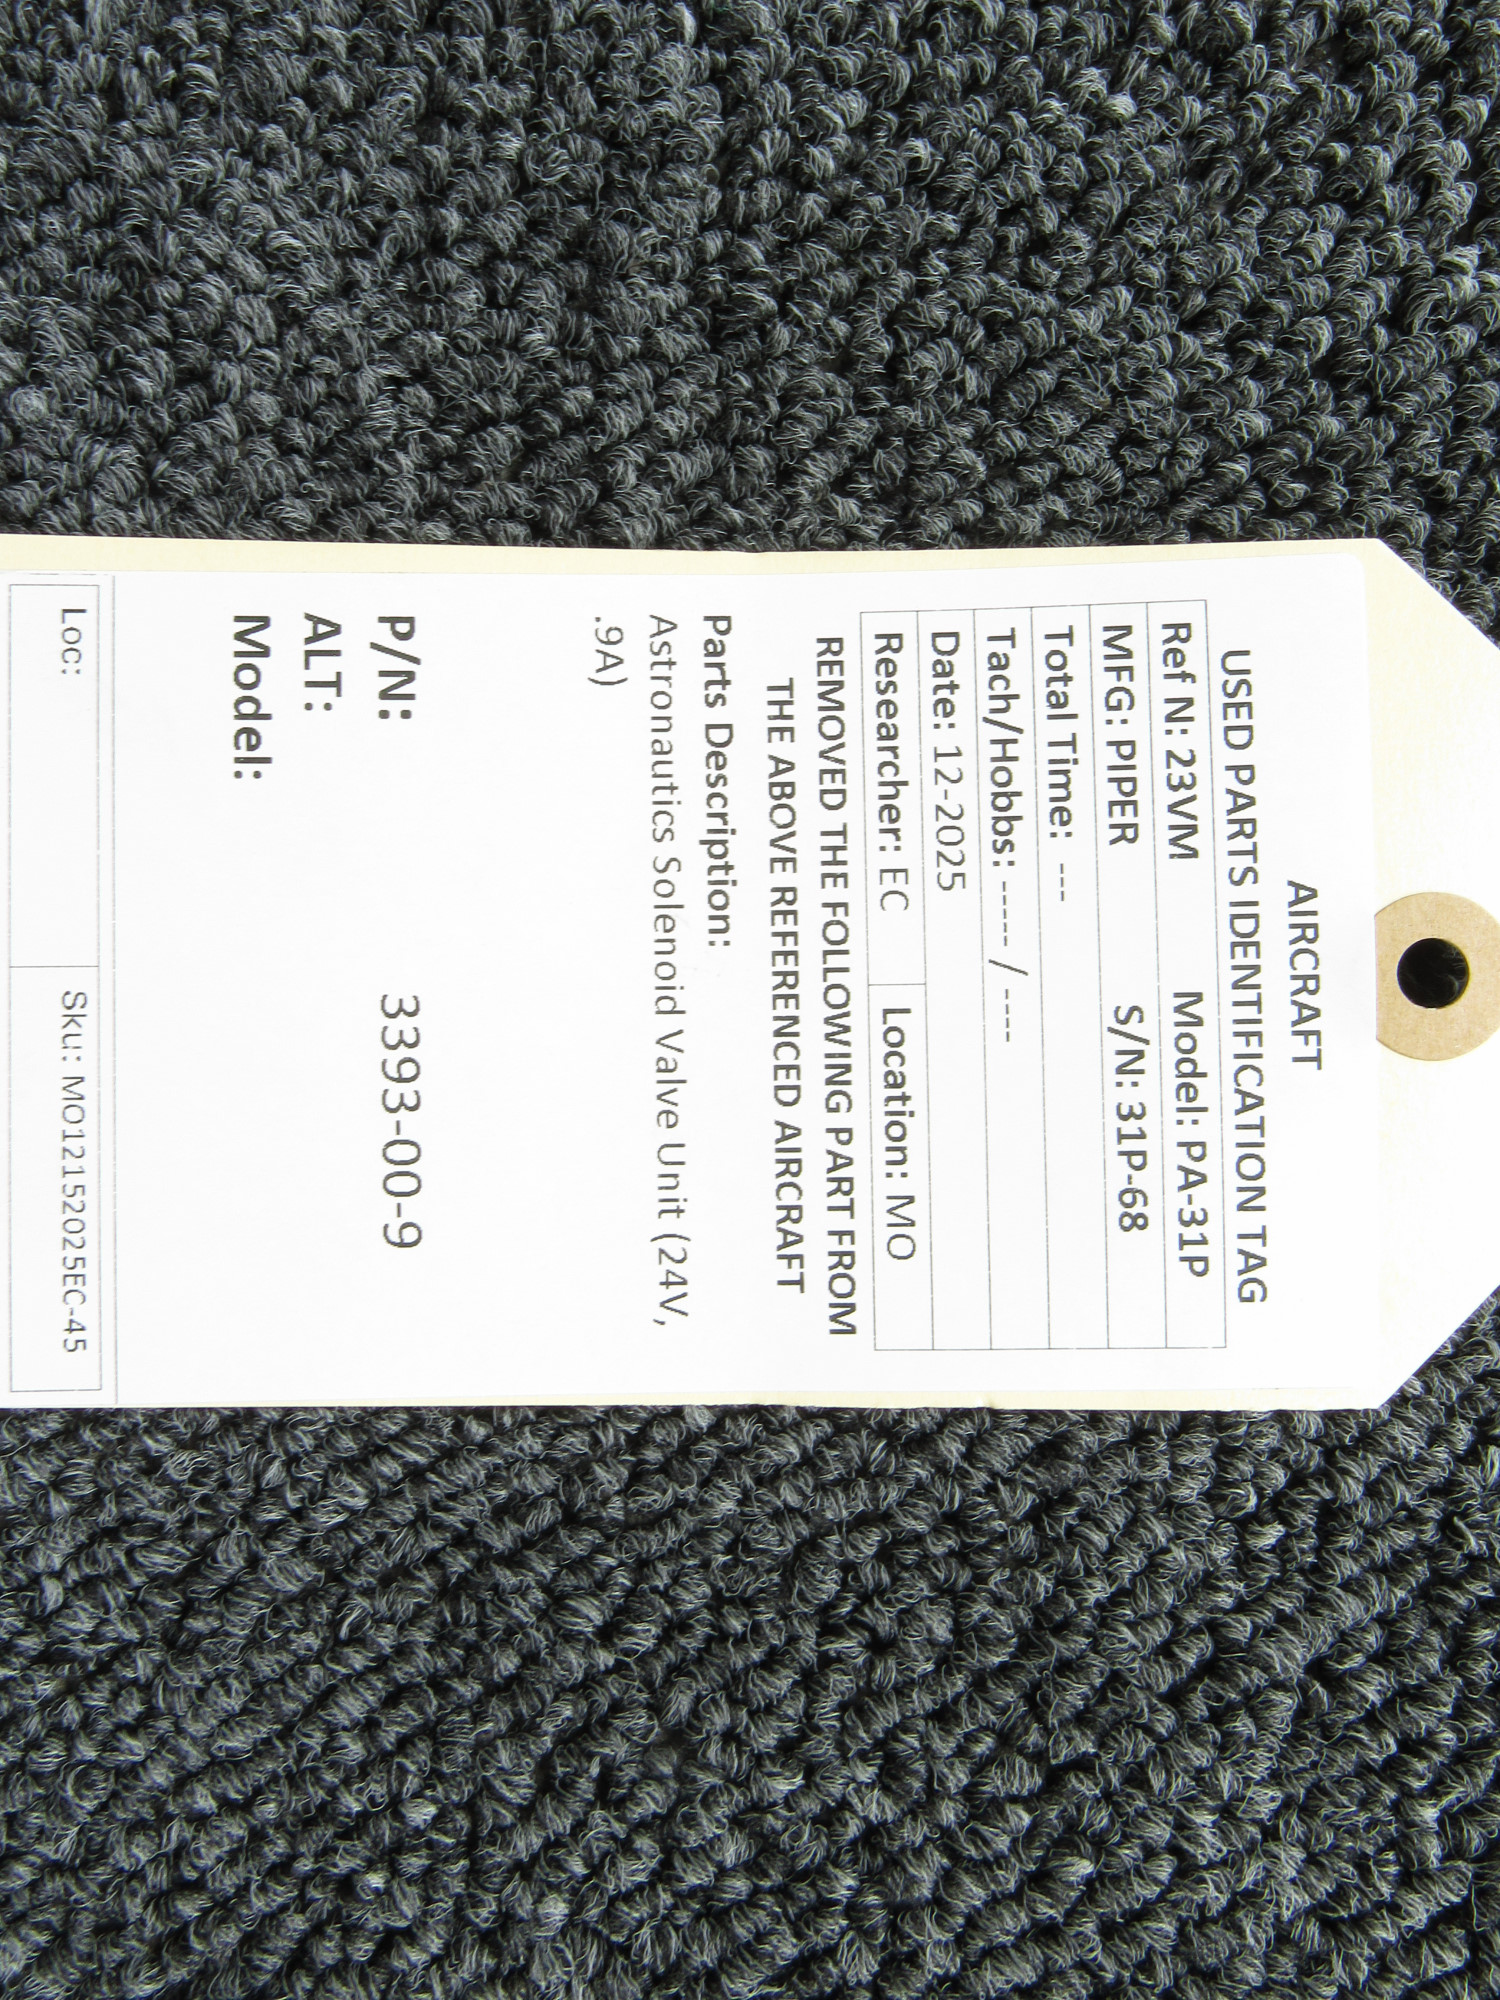 AIRCRAFT
USED PARTS IDENTIFICATION TAG
Ref N: 23VM Model: PA-31P
MFG: PIPER S/N: 31P-68
Total Time: ---
Tach/Hobbs: ----- / ----
Date: 12-2025
Researcher: EC Location: MO
REMOVED THE FOLLOWING PART FROM
THE ABOVE REFERENCED AIRCRAFT
Parts Description:
Astronautics Solenoid Valve Unit (24V,
.9A)
P/N: 3393-00-9
ALT:
Model:
Loc: Sku: MO12152025EC-45